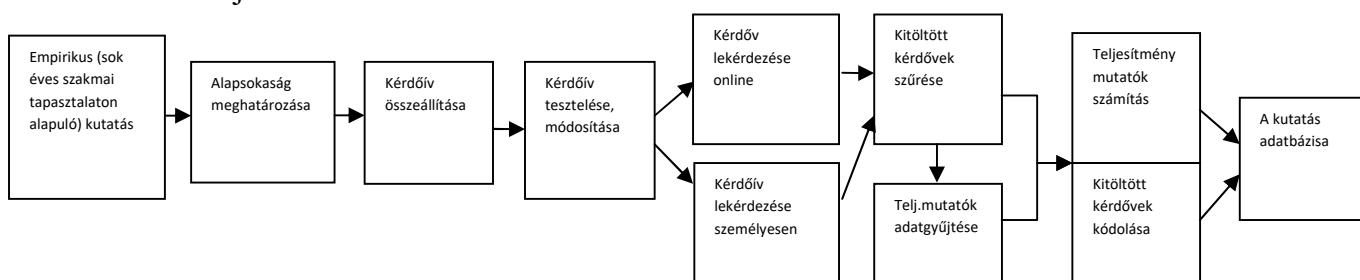 Empirikus (sok
éves szakmai
tapasztalaton
alapuló) kutatás
Alapsokaság
meghatározása
Kérdőív
összeállítása
Kérdőív
tesztelése,
módosítása
Kérdőv
lekérdezése
online
Kérdőív
lekérdezése
személyesen
Kitöltött
kérdővek
szűrése
Telj.mutatók
adatgyűjtése
Teljesítmény
mutatók
számítás
Kitöltött
kérdővek
kódolása
A kutatás
adatbázisa